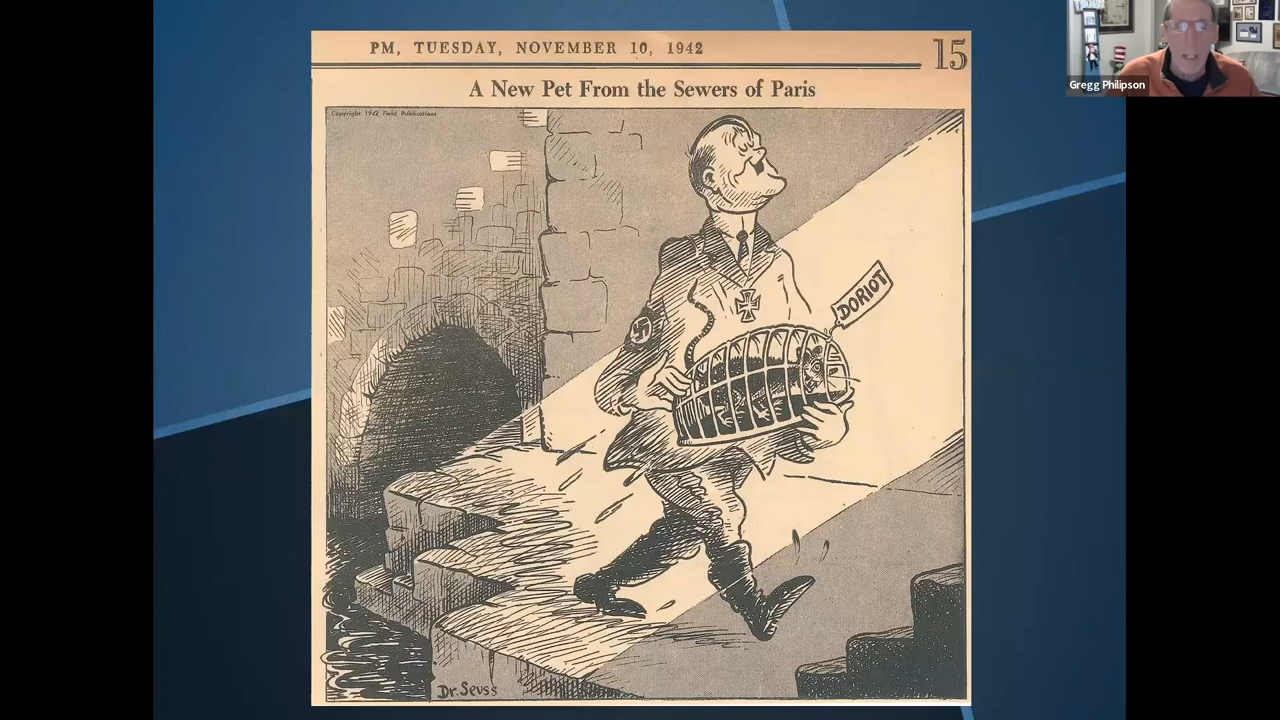 PM, TUESDAY, NOVEMBER 10, 1942
15
A New Pet From the Sewers of Paris
Copyright 1942 Field Publications
DORIOT
Dr. Seuss
Gregg Philipson